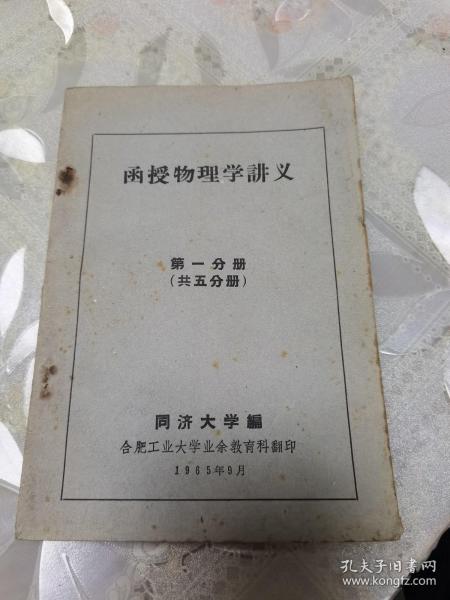 函授物理学訲义
第一分册
(共五分册)
同济大学編
合肥工业大学业余教育科翻印
1965年9月
孔夫子旧书网
www.kongfz.com